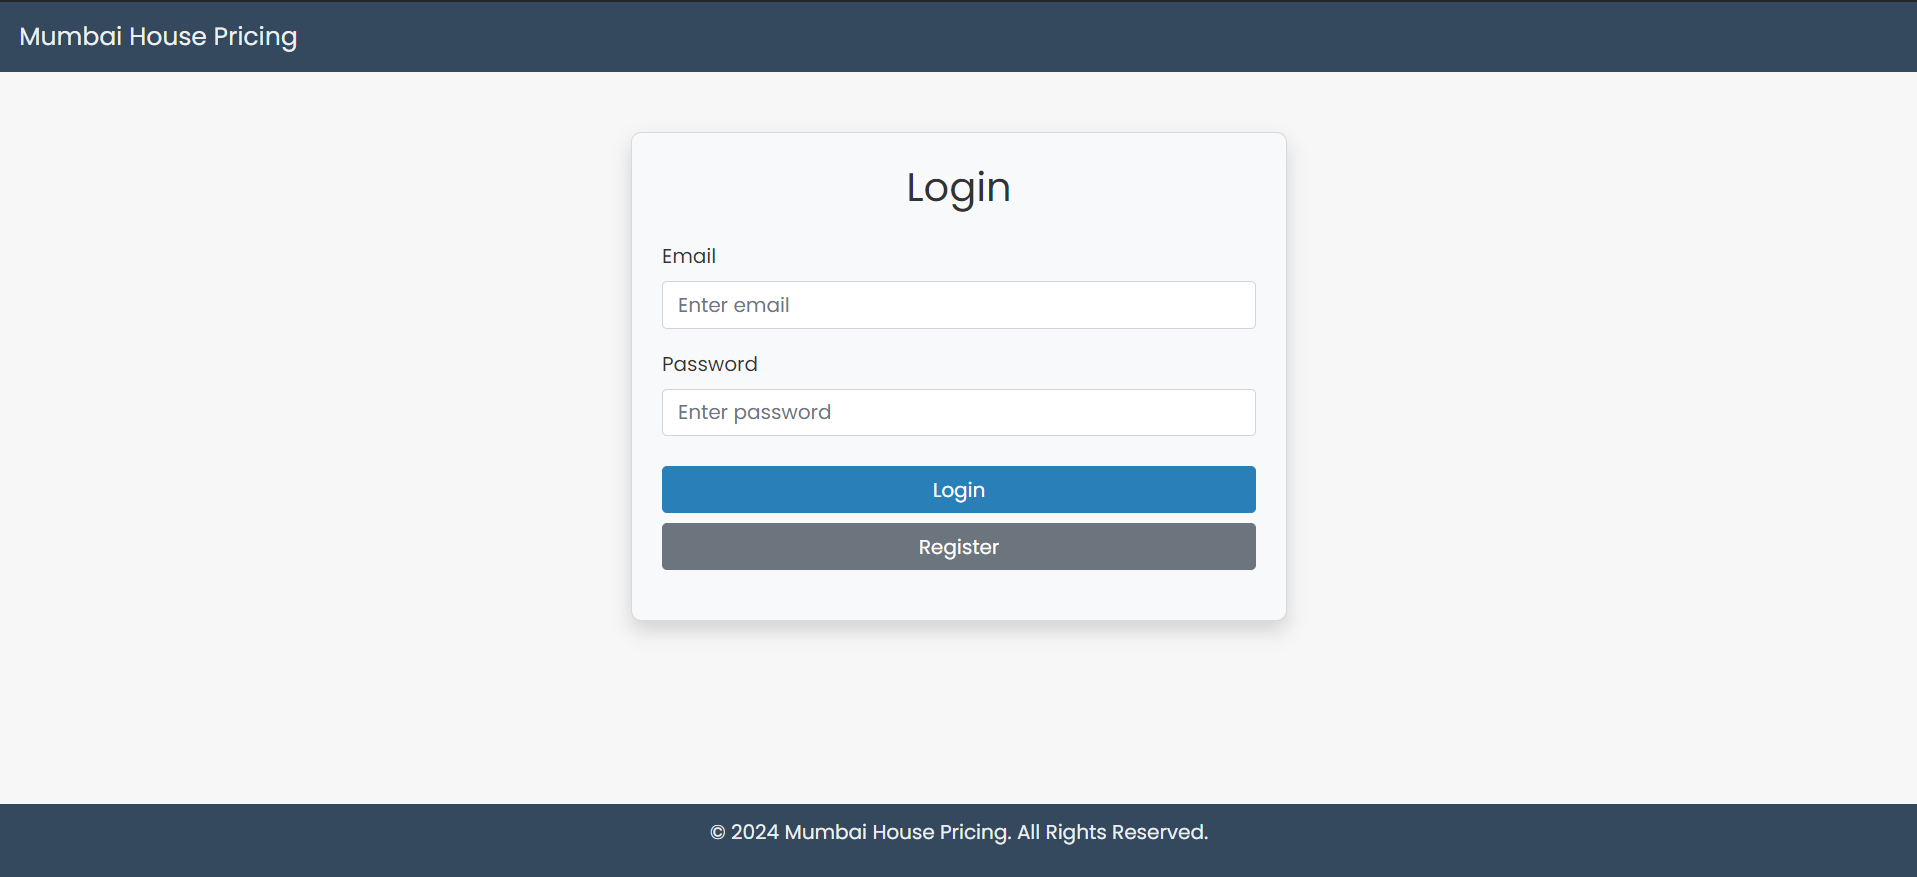 Mumbai House Pricing
Login
Email
Enter email
Password
Enter password
Login
Register
© 2024 Mumbai House Pricing. All Rights Reserved.